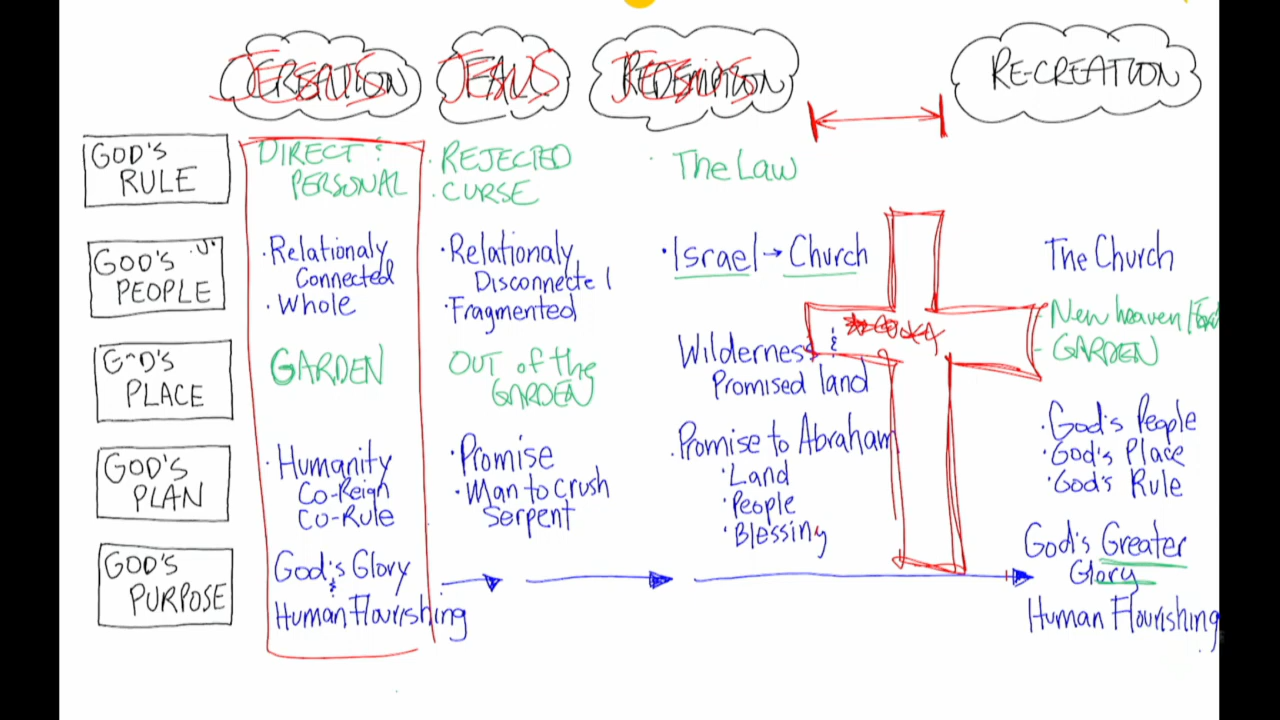 CREATION JESUS
FALL JESUS
REDEMPTION JESUS
RE-CREATION
GOD'S
RULE
DIRECT &
PERSONAL
· REJECTED
· CURSE
· The Law
GOD'S
PEOPLE
· Relationaly
Connected
· Whole
· Relationaly
Disconnected
· Fragmented
· Israel → Church
The Church
GOD'S
PLACE
GARDEN
OUT of the
GARDEN
Wilderness &
Promised land
- New heaven /
- GARDEN
GOD'S
PLAN
· Humanity
Co-Reign
Co-Rule
· Promise
· Man to crush
Serpent
· Promise to Abraham
· Land
· People
· Blessing
· God's People
· God's Place
· God's Rule
GOD'S
PURPOSE
God's Glory
&
Human Flourishing
God's Greater
Glory
Human Flourishing